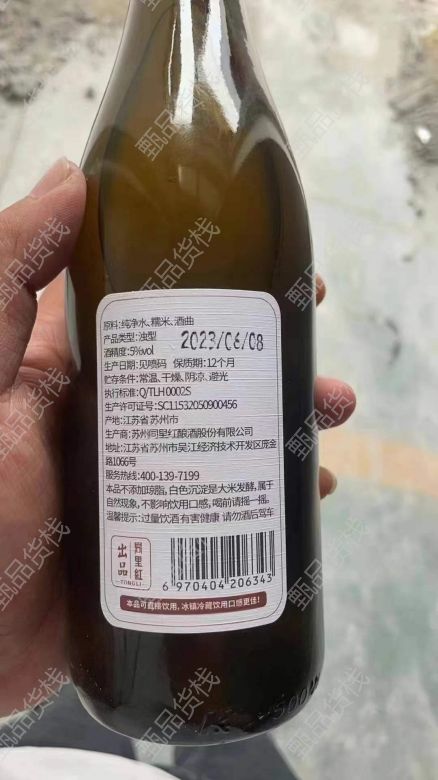 原料:纯净水、糯米、酒曲
产品类型:浊型
2023/06/08
酒精度:5%vol
生产日期:见喷码 保质期:12个月
贮存条件:常温、干燥、阴凉、避光
执行标准:Q/TLH0002S
生产许可证号:SC11532050900456
产地:江苏省 苏州市
生产商:苏州同里红酿酒股份有限公司
地址:江苏省苏州市吴江经济技术开发区庞金
路1066号
服务热线:400-139-7199
本品不添加琼脂,白色沉淀是大米发酵,属于
自然现象,不影响饮用口感,喝前请摇一摇。
温馨提示:过量饮酒有害健康 请勿酒后驾车
同里紅
出品
TONGLI
6 970404 206343
本品可直接饮用,冰镇冷藏饮用口感更佳!
500ml
甄品货栈